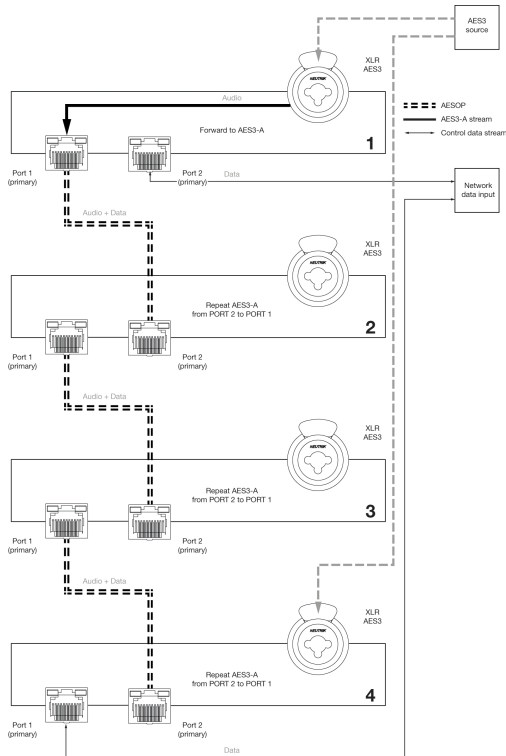 AES3
source
XLR
AES3
NEUTRIK
Audio
AESOP
AES3-A stream
Control data stream
Forward to AES3-A
1
Port 1
(primary)
Port 2
(primary)
Data
Network
data input
Audio + Data
XLR
AES3
NEUTRIK
Repeat AES3-A
from PORT 2 to PORT 1
2
Port 1
(primary)
Port 2
(primary)
Audio + Data
XLR
AES3
NEUTRIK
Repeat AES3-A
from PORT 2 to PORT 1
3
Port 1
(primary)
Port 2
(primary)
Audio + Data
XLR
AES3
NEUTRIK
Repeat AES3-A
from PORT 2 to PORT 1
4
Port 1
(primary)
Port 2
(primary)
Data